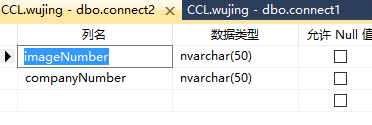 CCL.wujing - dbo.connect2 CCL.wujing - dbo.connect1
列名 数据类型 允许 Null 值
imageNumber nvarchar(50)
companyNumber nvarchar(50)